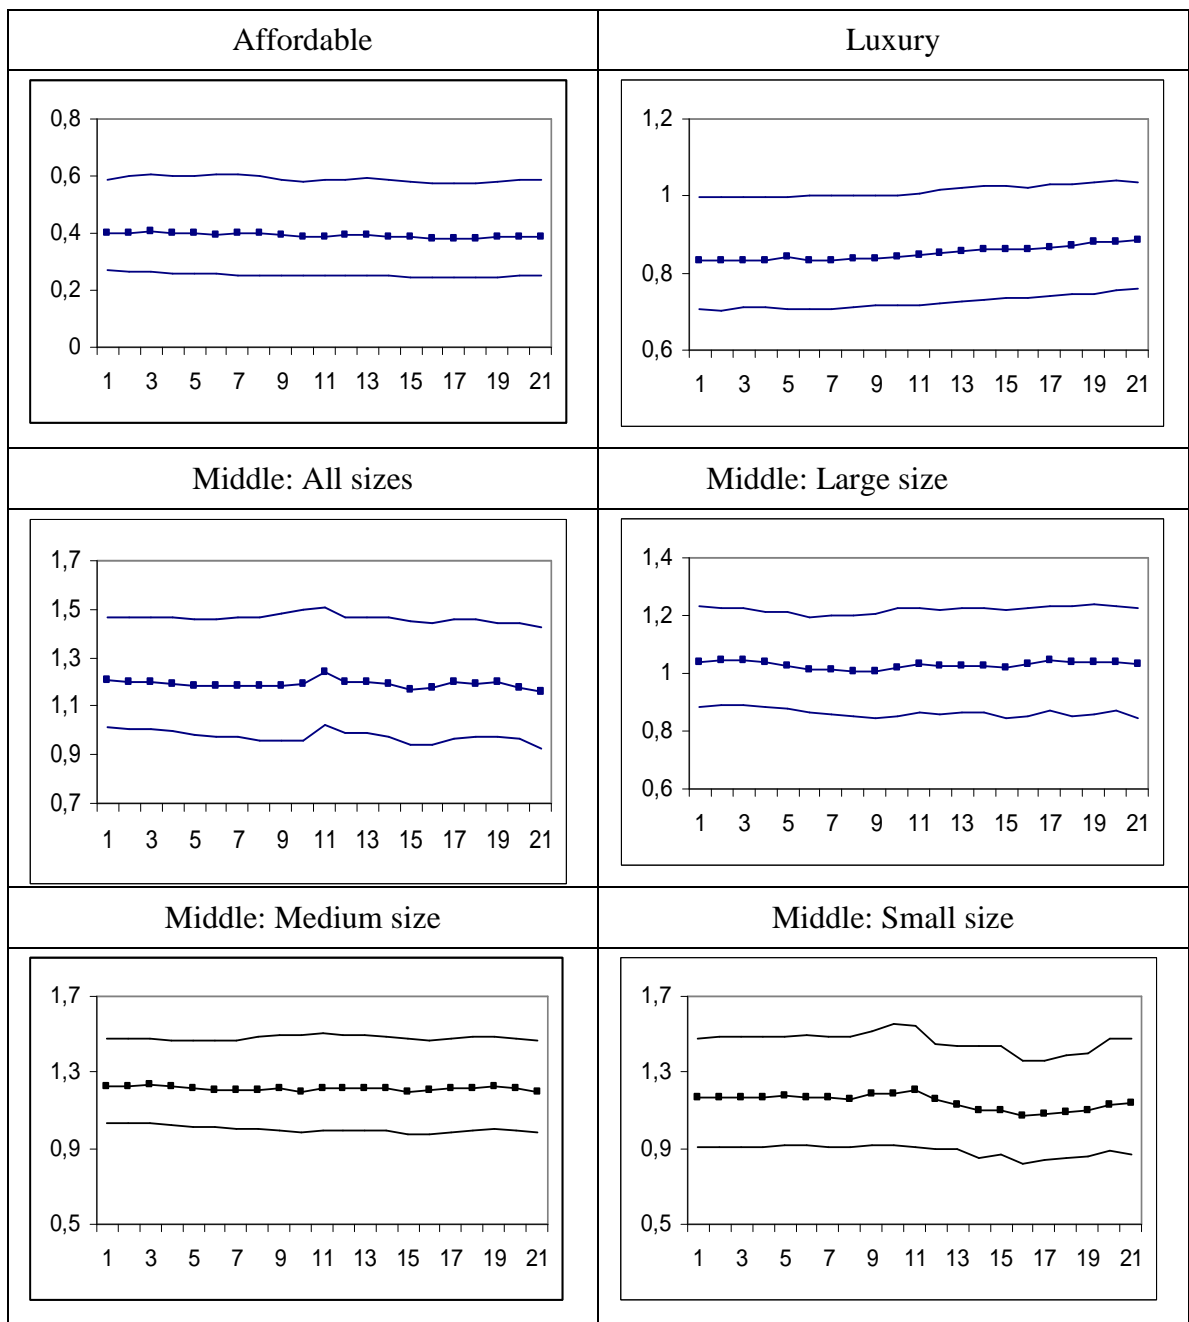 Affordable
Luxury
0,8
0,6
0,4
0,2
0
1 3 5 7 9 11 13 15 17 19 21
1,2
1
0,8
0,6
1 3 5 7 9 11 13 15 17 19 21
Middle: All sizes
Middle: Large size
1,7
1,5
1,3
1,1
0,9
0,7
1 3 5 7 9 11 13 15 17 19 21
1,4
1,2
1
0,8
0,6
1 3 5 7 9 11 13 15 17 19 21
Middle: Medium size
Middle: Small size
1,7
1,3
0,9
0,5
1 3 5 7 9 11 13 15 17 19 21
1,7
1,3
0,9
0,5
1 3 5 7 9 11 13 15 17 19 21